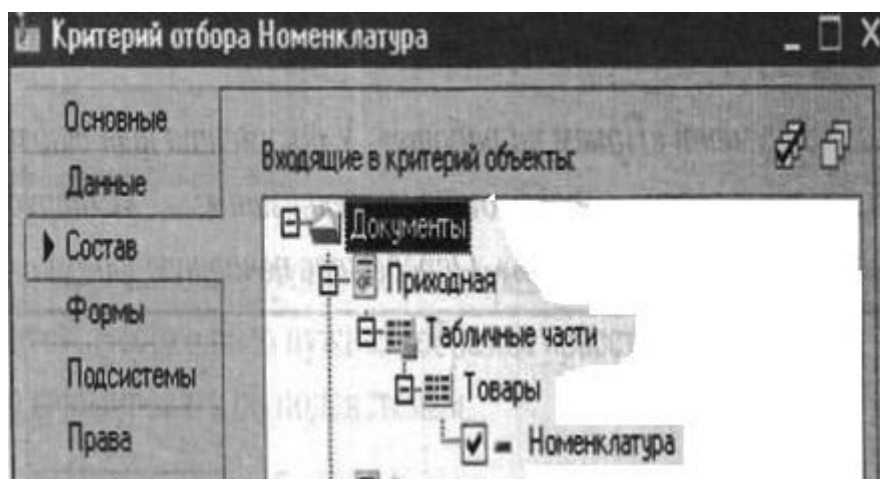 Критерий отбора Номенклатура
Основные
Данные
Состав
Формы
Подсистемы
Права
Входящие в критерий объекты:
Документы
Приходная
Табличные части
Товары
Номенклатура